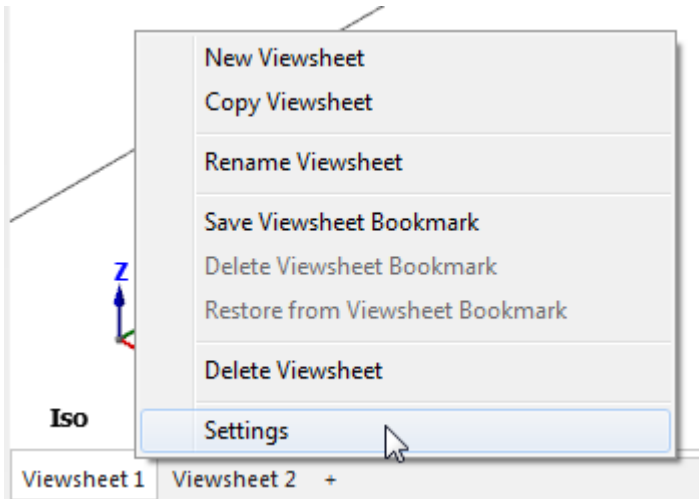 New Viewsheet
Copy Viewsheet
Rename Viewsheet
Save Viewsheet Bookmark
Delete Viewsheet Bookmark
Restore from Viewsheet Bookmark
Delete Viewsheet
Settings
Z
Iso
Viewsheet 1 Viewsheet 2 +